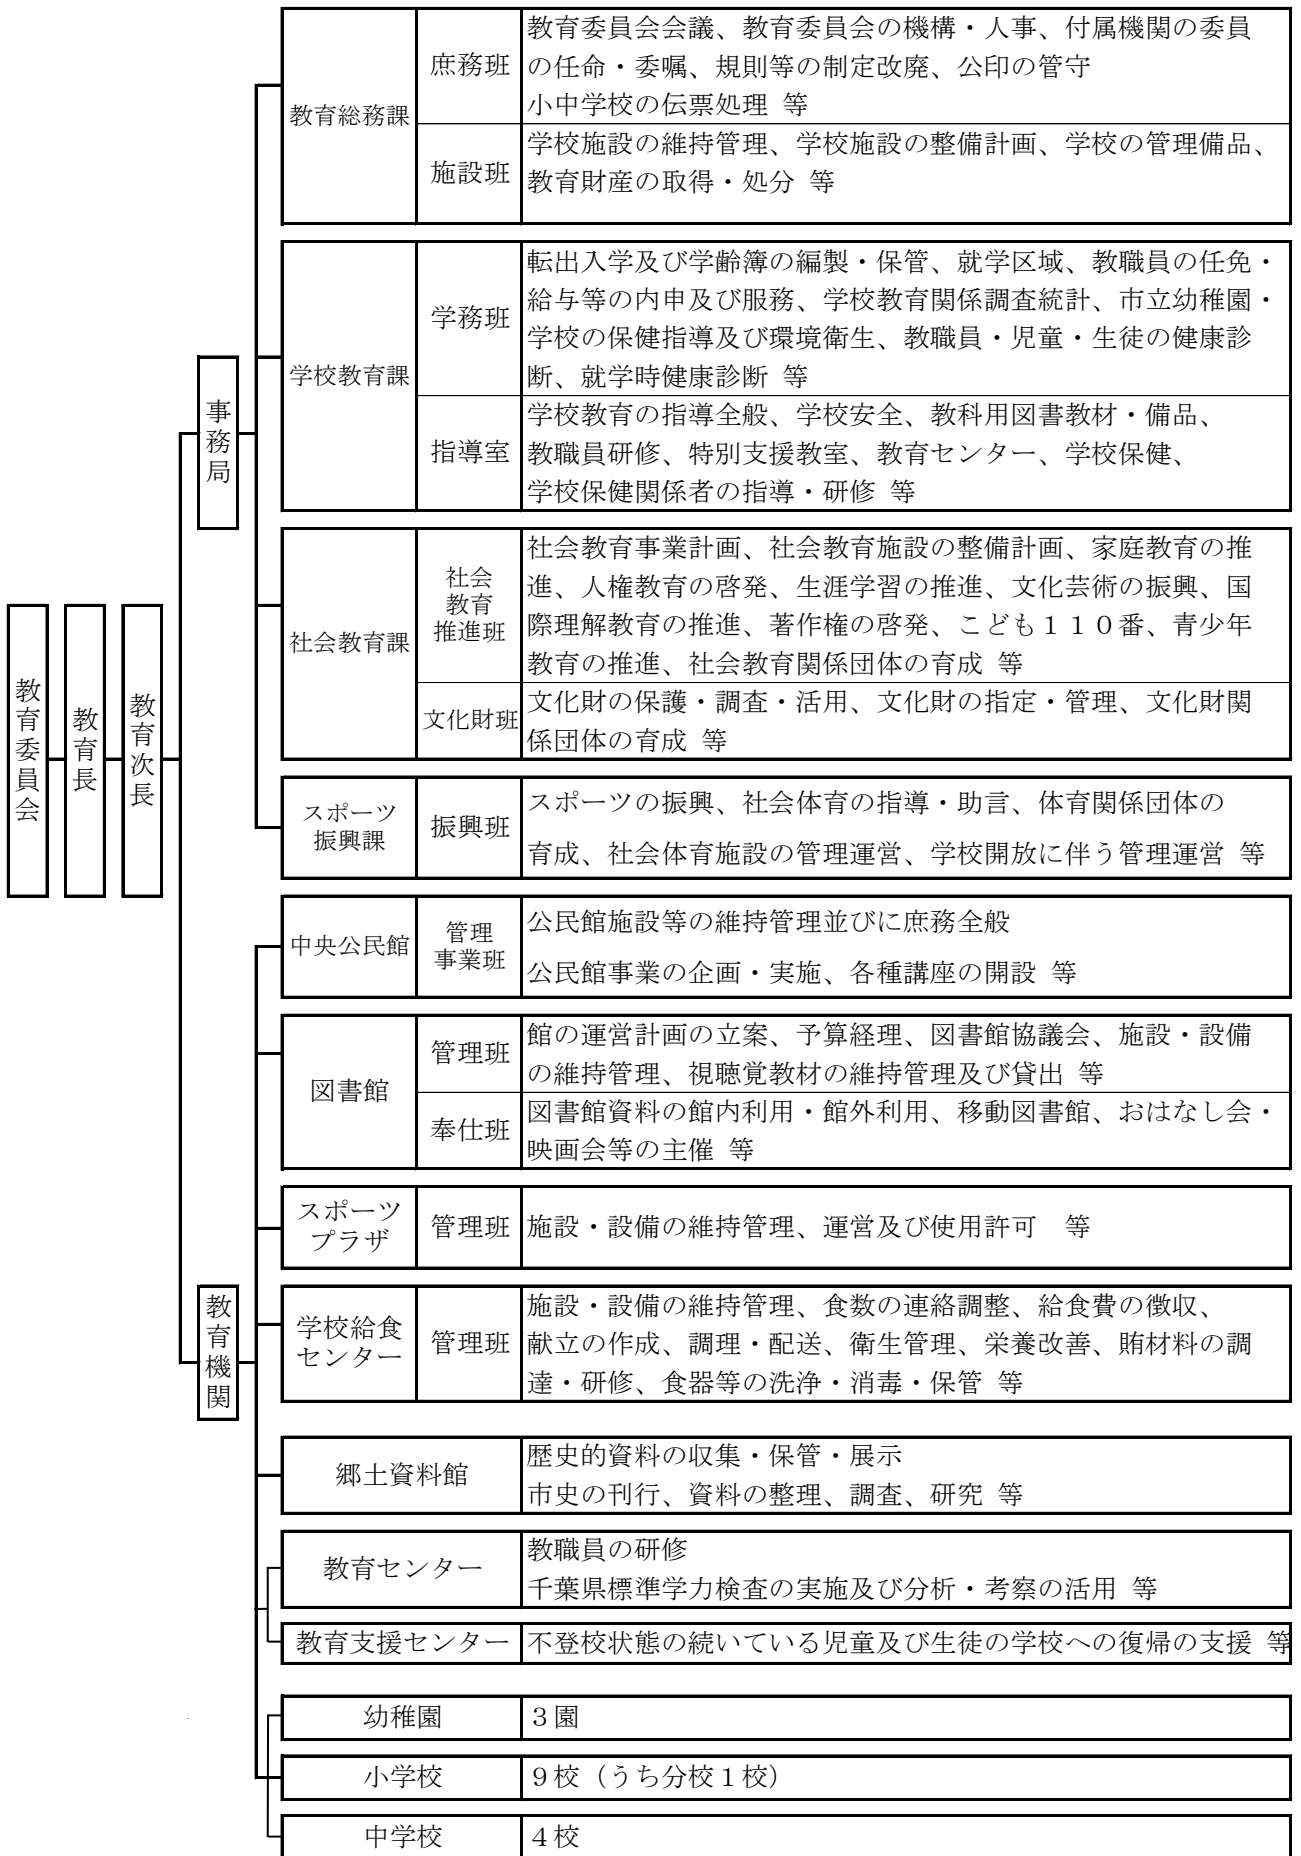 教育委員会
教育長
教育次長
事務局
教育総務課
庶務班
教育委員会会議、教育委員会の機構・人事、付属機関の委員
の任命・委嘱、規則等の制定改廃、公印の管守
小中学校の伝票処理 等
施設班
学校施設の維持管理、学校施設の整備計画、学校の管理備品、
教育財産の取得・処分 等
学校教育課
学務班
転出入学及び学齢簿の編製・保管、就学区域、教職員の任免・
給与等の内申及び服務、学校教育関係調査統計、市立幼稚園・
学校の保健指導及び環境衛生、教職員・児童・生徒の健康診
断、就学時健康診断 等
指導室
学校教育の指導全般、学校安全、教科用図書教材・備品、
教職員研修、特別支援教室、教育センター、学校保健、
学校保健関係者の指導・研修 等
社会教育課
社会
教育
推進班
社会教育事業計画、社会教育施設の整備計画、家庭教育の推
進、人権教育の啓発、生涯学習の推進、文化芸術の振興、国
際理解教育の推進、著作権の啓発、こども１１０番、青少年
教育の推進、社会教育関係団体の育成 等
文化財班
文化財の保護・調査・活用、文化財の指定・管理、文化財関
係団体の育成 等
スポーツ
振興課
振興班
スポーツの振興、社会体育の指導・助言、体育関係団体の
育成、社会体育施設の管理運営、学校開放に伴う管理運営 等
教育機関
中央公民館
管理
事業班
公民館施設等の維持管理並びに庶務全般
公民館事業の企画・実施、各種講座の開設 等
図書館
管理班
館の運営計画の立案、予算経理、図書館協議会、施設・設備
の維持管理、視聴覚教材の維持管理及び貸出 等
奉仕班
図書館資料の館内利用・館外利用、移動図書館、おはなし会・
映画会等の主催 等
スポーツ
プラザ
管理班
施設・設備の維持管理、運営及び使用許可　等
学校給食
センター
管理班
施設・設備の維持管理、食数の連絡調整、給食費の徴収、
献立の作成、調理・配送、衛生管理、栄養改善、賄材料の調
達・研修、食器等の洗浄・消毒・保管 等
郷土資料館
歴史的資料の収集・保管・展示
市史の刊行、資料の整理、調査、研究 等
教育センター
教職員の研修
千葉県標準学力検査の実施及び分析・考察の活用 等
教育支援センター
不登校状態の続いている児童及び生徒の学校への復帰の支援 等
幼稚園
３園
小学校
９校（うち分校１校）
中学校
４校